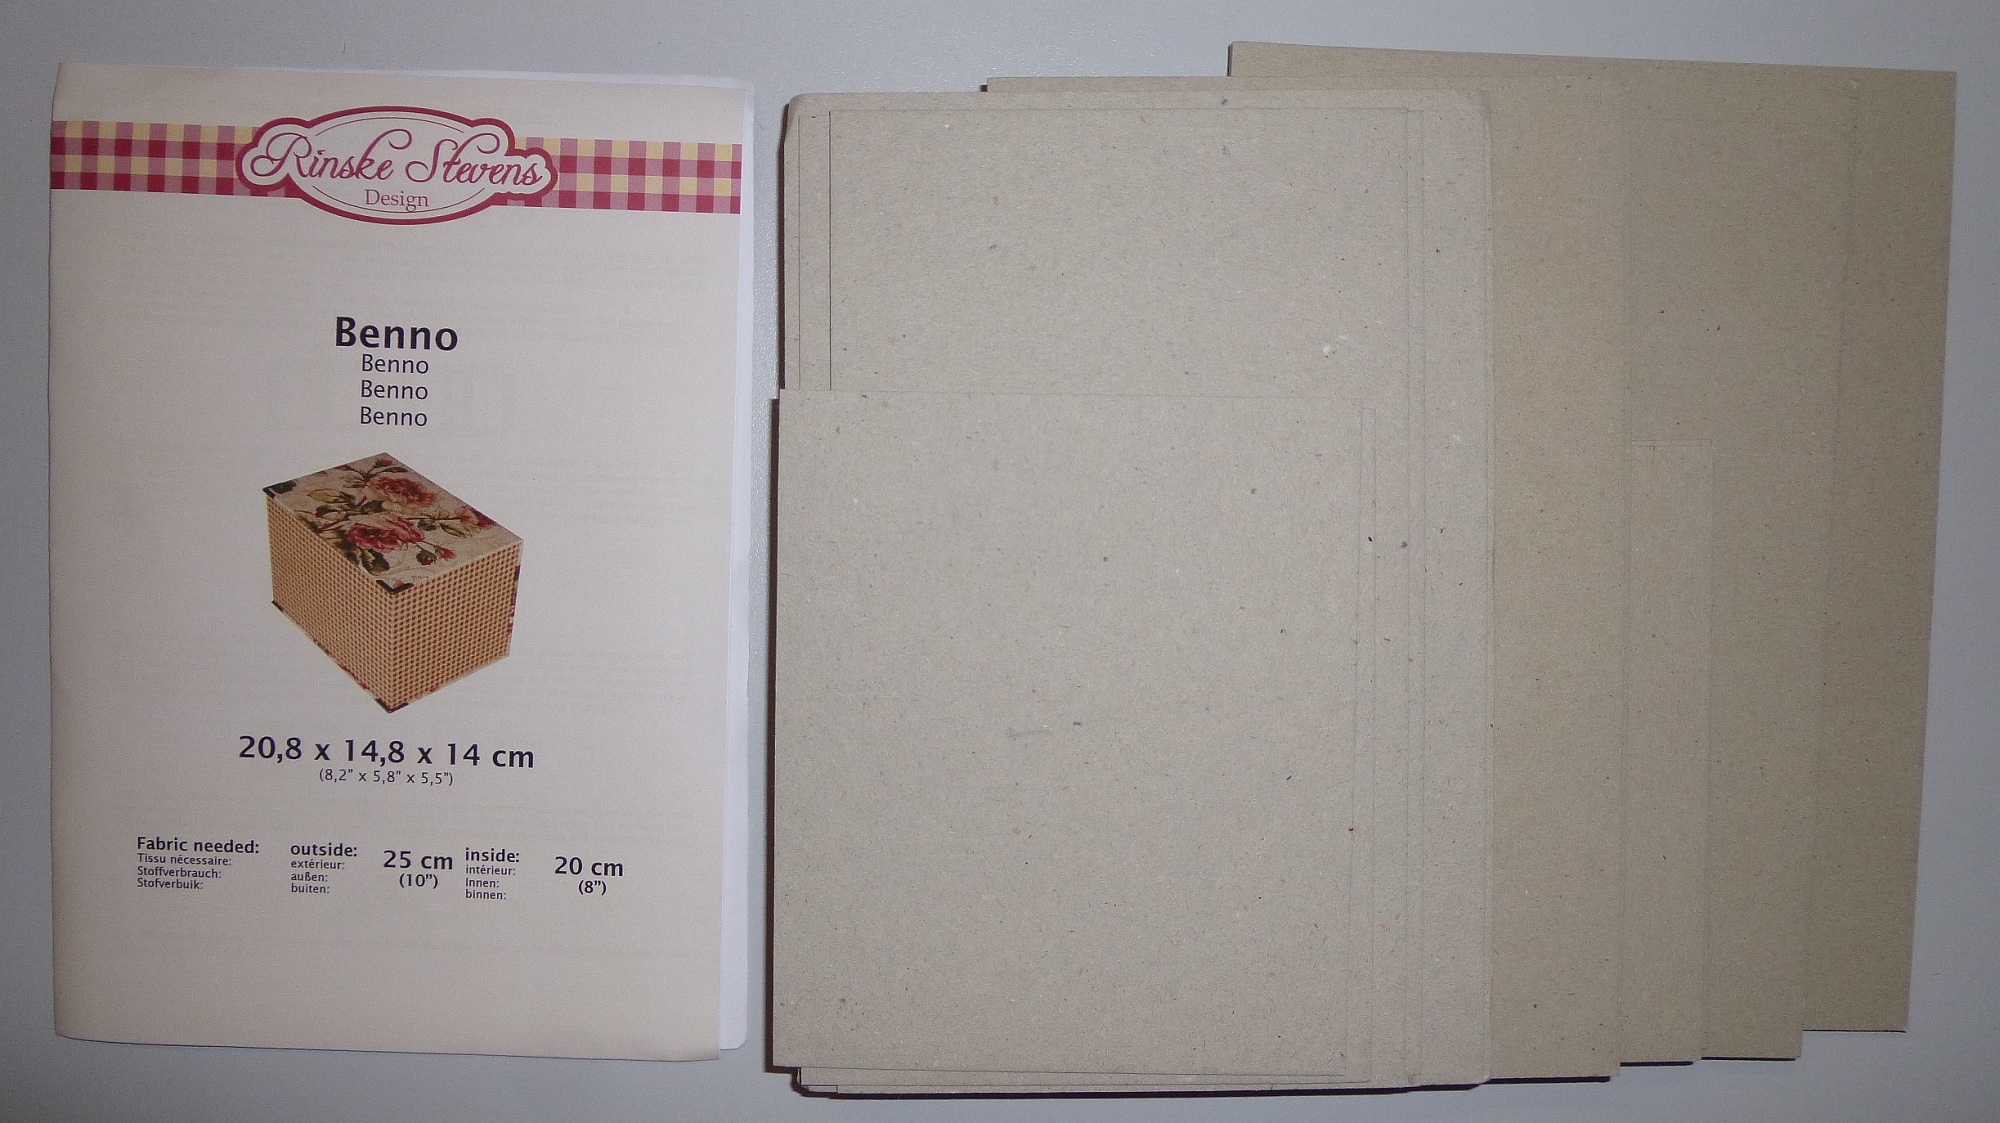 Rinske Stevens
Design
Benno
Benno
Benno
Benno
20,8 x 14,8 x 14 cm
(8,2" x 5,8" x 5,5")
Fabric needed:
Tissu nécessaire:
Stoffverbrauch:
Stofverbuik:
outside:
extérieur:
außen:
buiten:
25 cm
(10")
inside:
intérieur:
Innen:
binnen:
20 cm
(8")